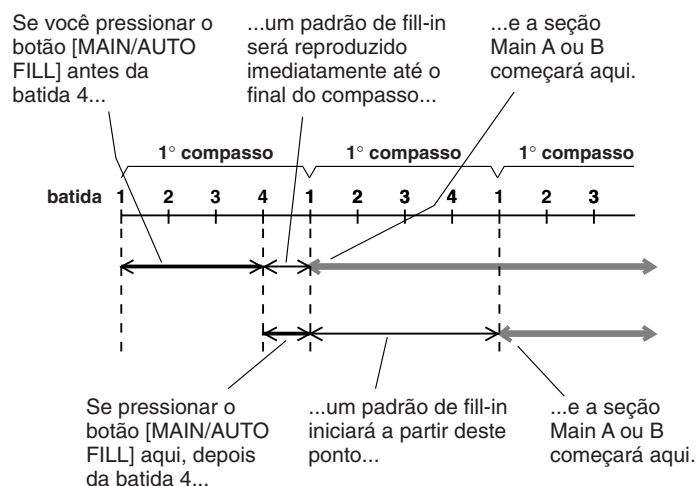 Se você pressionar o
botão [MAIN/AUTO
FILL] antes da
batida 4...
...um padrão de fill-in
será reproduzido
imediatamente até o
final do compasso...
...e a seção
Main A ou B
começará aqui.
1° compasso 1° compasso 1° compasso
batida 1 2 3 4 1 2 3 4 1 2 3
Se pressionar o
botão [MAIN/AUTO
FILL] aqui, depois
da batida 4...
...um padrão de fill-in
iniciará a partir deste
ponto...
...e a seção
Main A ou B
começará aqui.